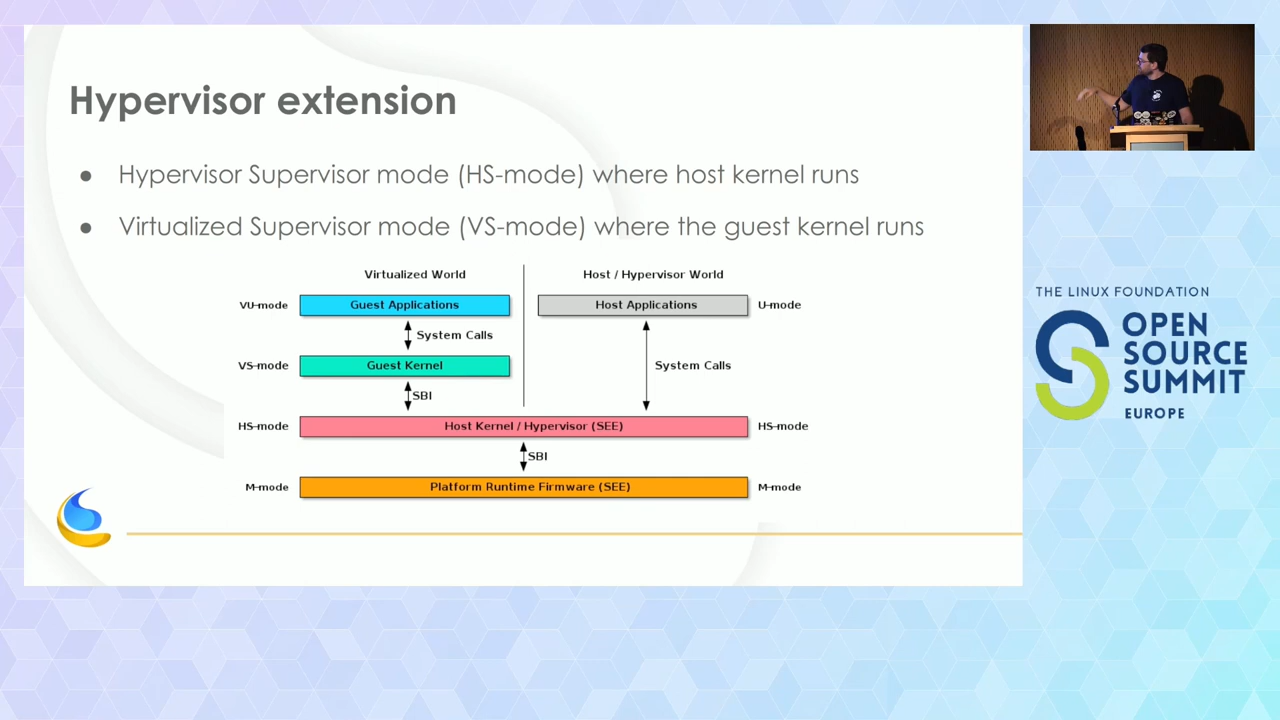 Hypervisor extension
● Hypervisor Supervisor mode (HS-mode) where host kernel runs
● Virtualized Supervisor mode (VS-mode) where the guest kernel runs
Virtualized World
Host / Hypervisor World
VU-mode
Guest Applications
Host Applications
U-mode
System Calls
VS-mode
Guest Kernel
System Calls
SBI
HS-mode
Host Kernel / Hypervisor (SEE)
HS-mode
SBI
M-mode
Platform Runtime Firmware (SEE)
M-mode
THE LINUX FOUNDATION
OPEN
SOURCE
SUMMIT
EUROPE